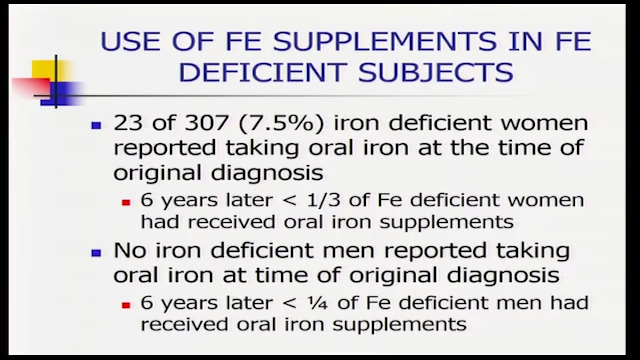 USE OF FE SUPPLEMENTS IN FE
DEFICIENT SUBJECTS
23 of 307 (7.5%) iron deficient women
reported taking oral iron at the time of
original diagnosis
6 years later < 1/3 of Fe deficient women
had received oral iron supplements
No iron deficient men reported taking
oral iron at time of original diagnosis
6 years later < ¼ of Fe deficient men had
received oral iron supplements